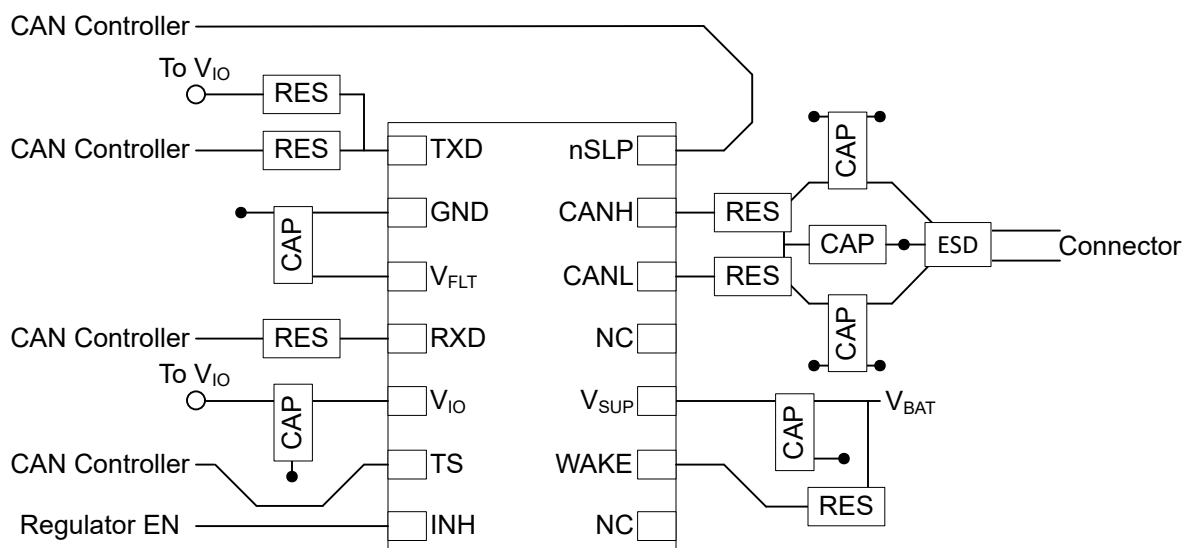 CAN Controller
To VIO
RES
CAN Controller RES TXD nSLP
CAP
GND CANH RES
CAP
CAP ESD Connector
VFLT CANL RES
CAP
CAN Controller RES RXD NC
To VIO
VIO VSUP VBAT
CAP
CAP
CAN Controller TS WAKE
RES
Regulator EN INH NC